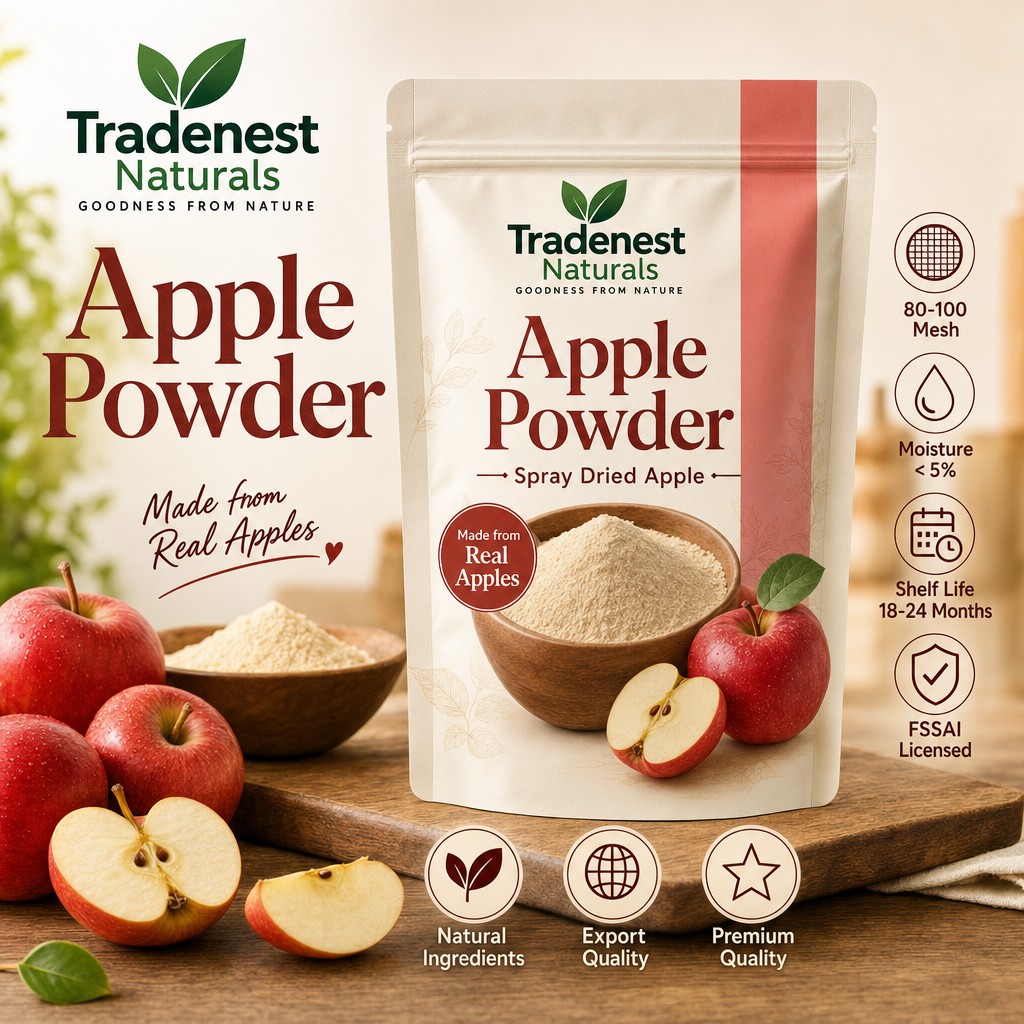 Tradenest
Naturals
GOODNESS FROM NATURE
Apple
Powder
Made from
Real Apples
Tradenest
Naturals
GOODNESS FROM NATURE
Apple
Powder
Spray Dried Apple
Made from
Real
Apples
80-100
Mesh
Moisture
< 5%
Shelf Life
18-24 Months
FSSAI
Licensed
Natural
Ingredients
Export
Quality
Premium
Quality